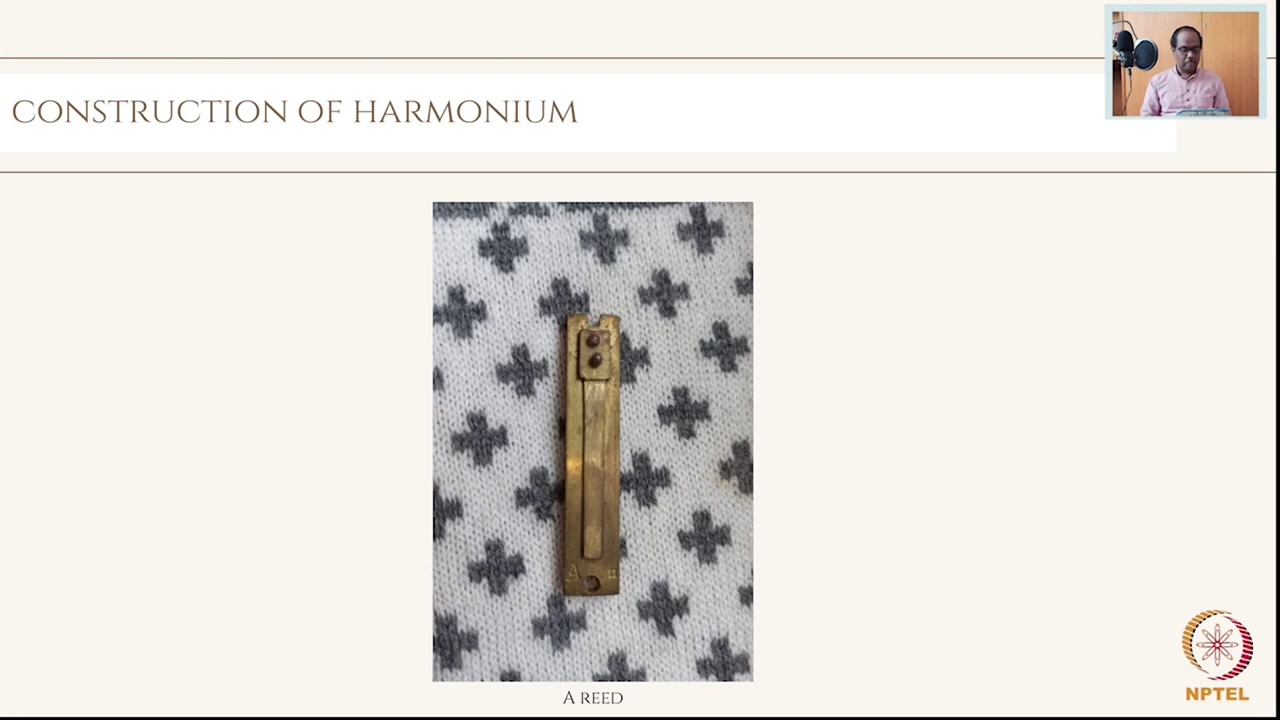 CONSTRUCTION OF HARMONIUM
A #
A REED
NPTEL